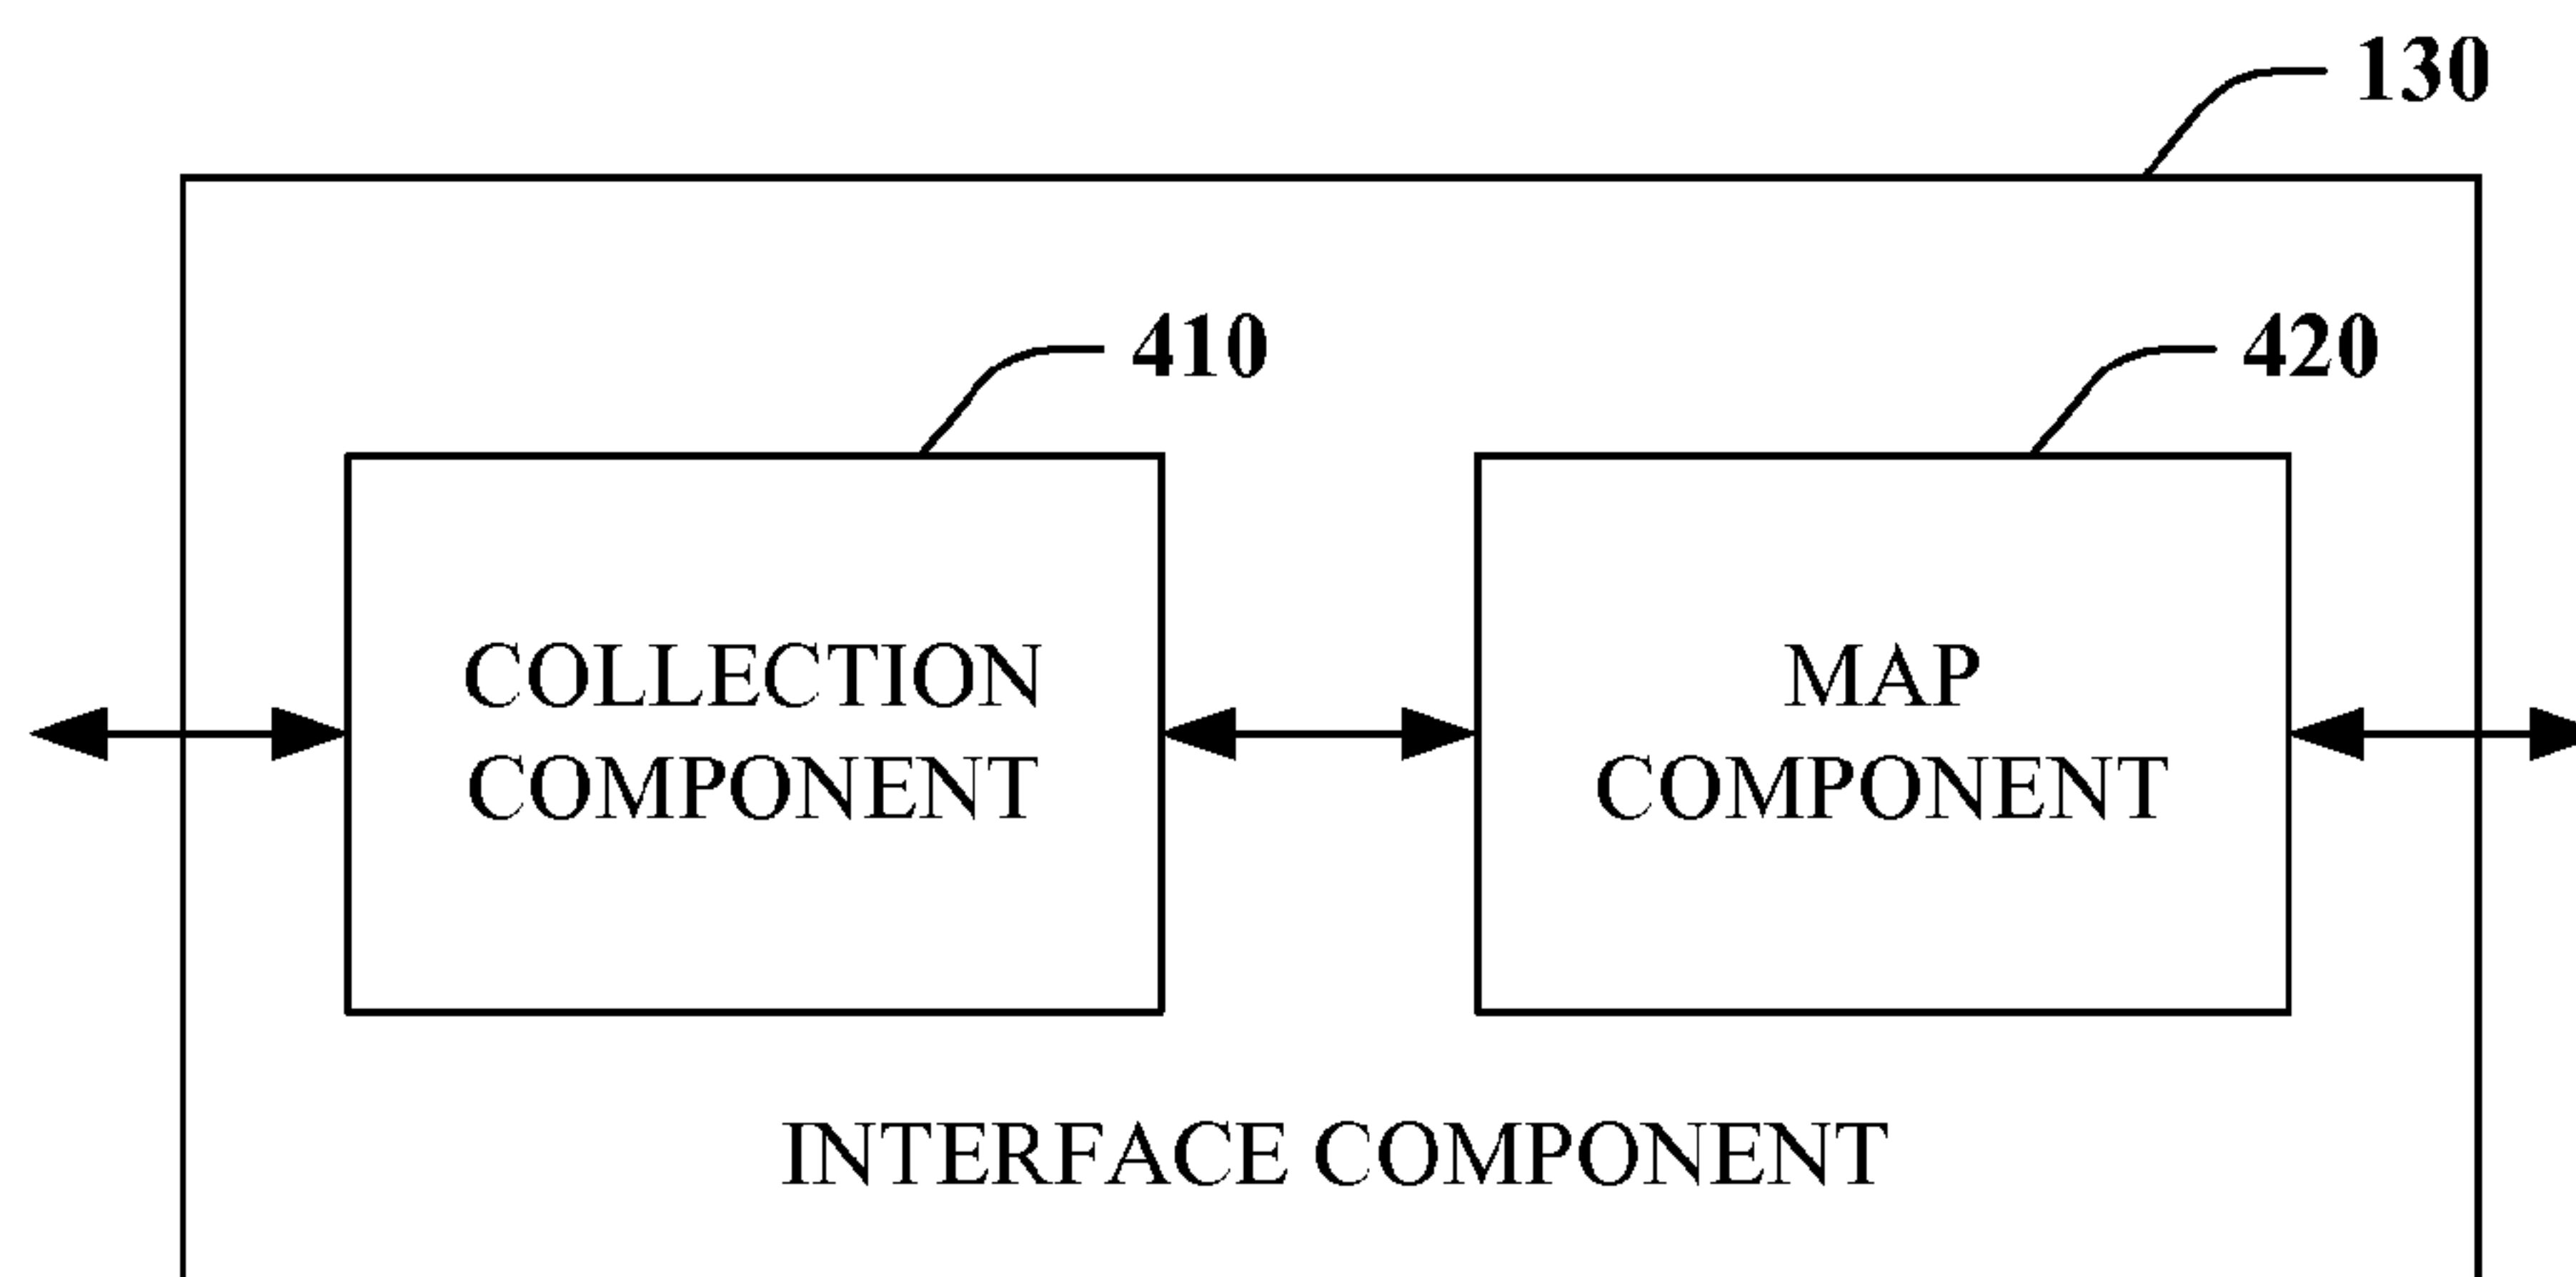 130
410
420
COLLECTION
COMPONENT
MAP
COMPONENT
INTERFACE COMPONENT